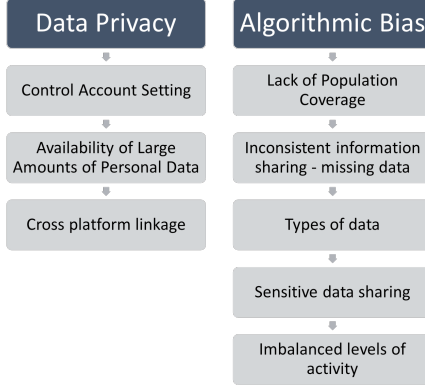 Data Privacy
Control Account Setting
Availability of Large
Amounts of Personal Data
Cross platform linkage
Algorithmic Bias
Lack of Population
Coverage
Inconsistent information
sharing - missing data
Types of data
Sensitive data sharing
Imbalanced levels of
activity